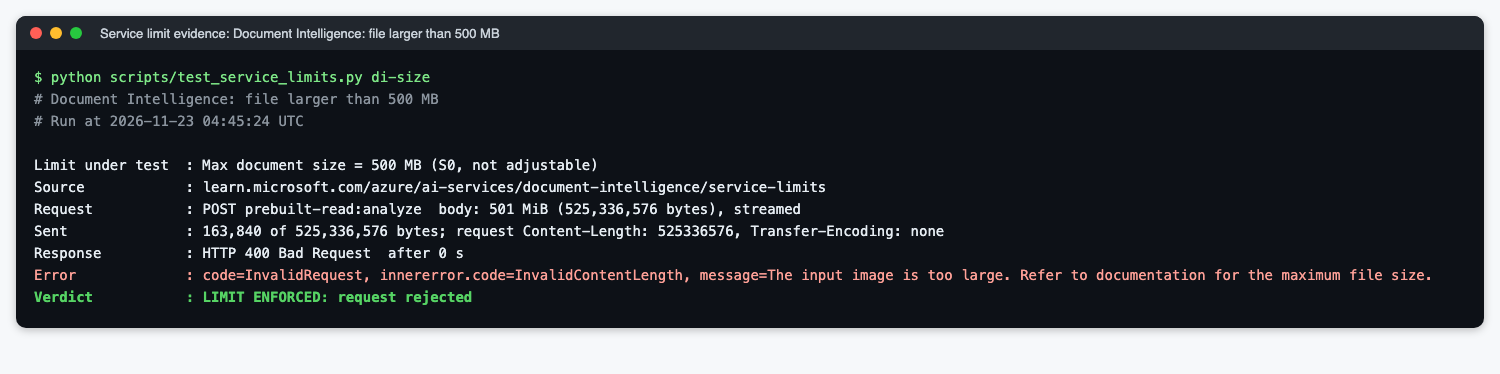 Service limit evidence: Document Intelligence: file larger than 500 MB
$ python scripts/test_service_limits.py di-size
# Document Intelligence: file larger than 500 MB
# Run at 2026-11-23 04:45:24 UTC
Limit under test  : Max document size = 500 MB (S0, not adjustable)
Source            : learn.microsoft.com/azure/ai-services/document-intelligence/service-limits
Request           : POST prebuilt-read:analyze  body: 501 MiB (525,336,576 bytes), streamed
Sent              : 163,840 of 525,336,576 bytes; request Content-Length: 525336576, Transfer-Encoding: none
Response          : HTTP 400 Bad Request  after 0 s
Error             : code=InvalidRequest, innererror.code=InvalidContentLength, message=The input image is too large. Refer to documentation for the maximum file size.
Verdict           : LIMIT ENFORCED: request rejected